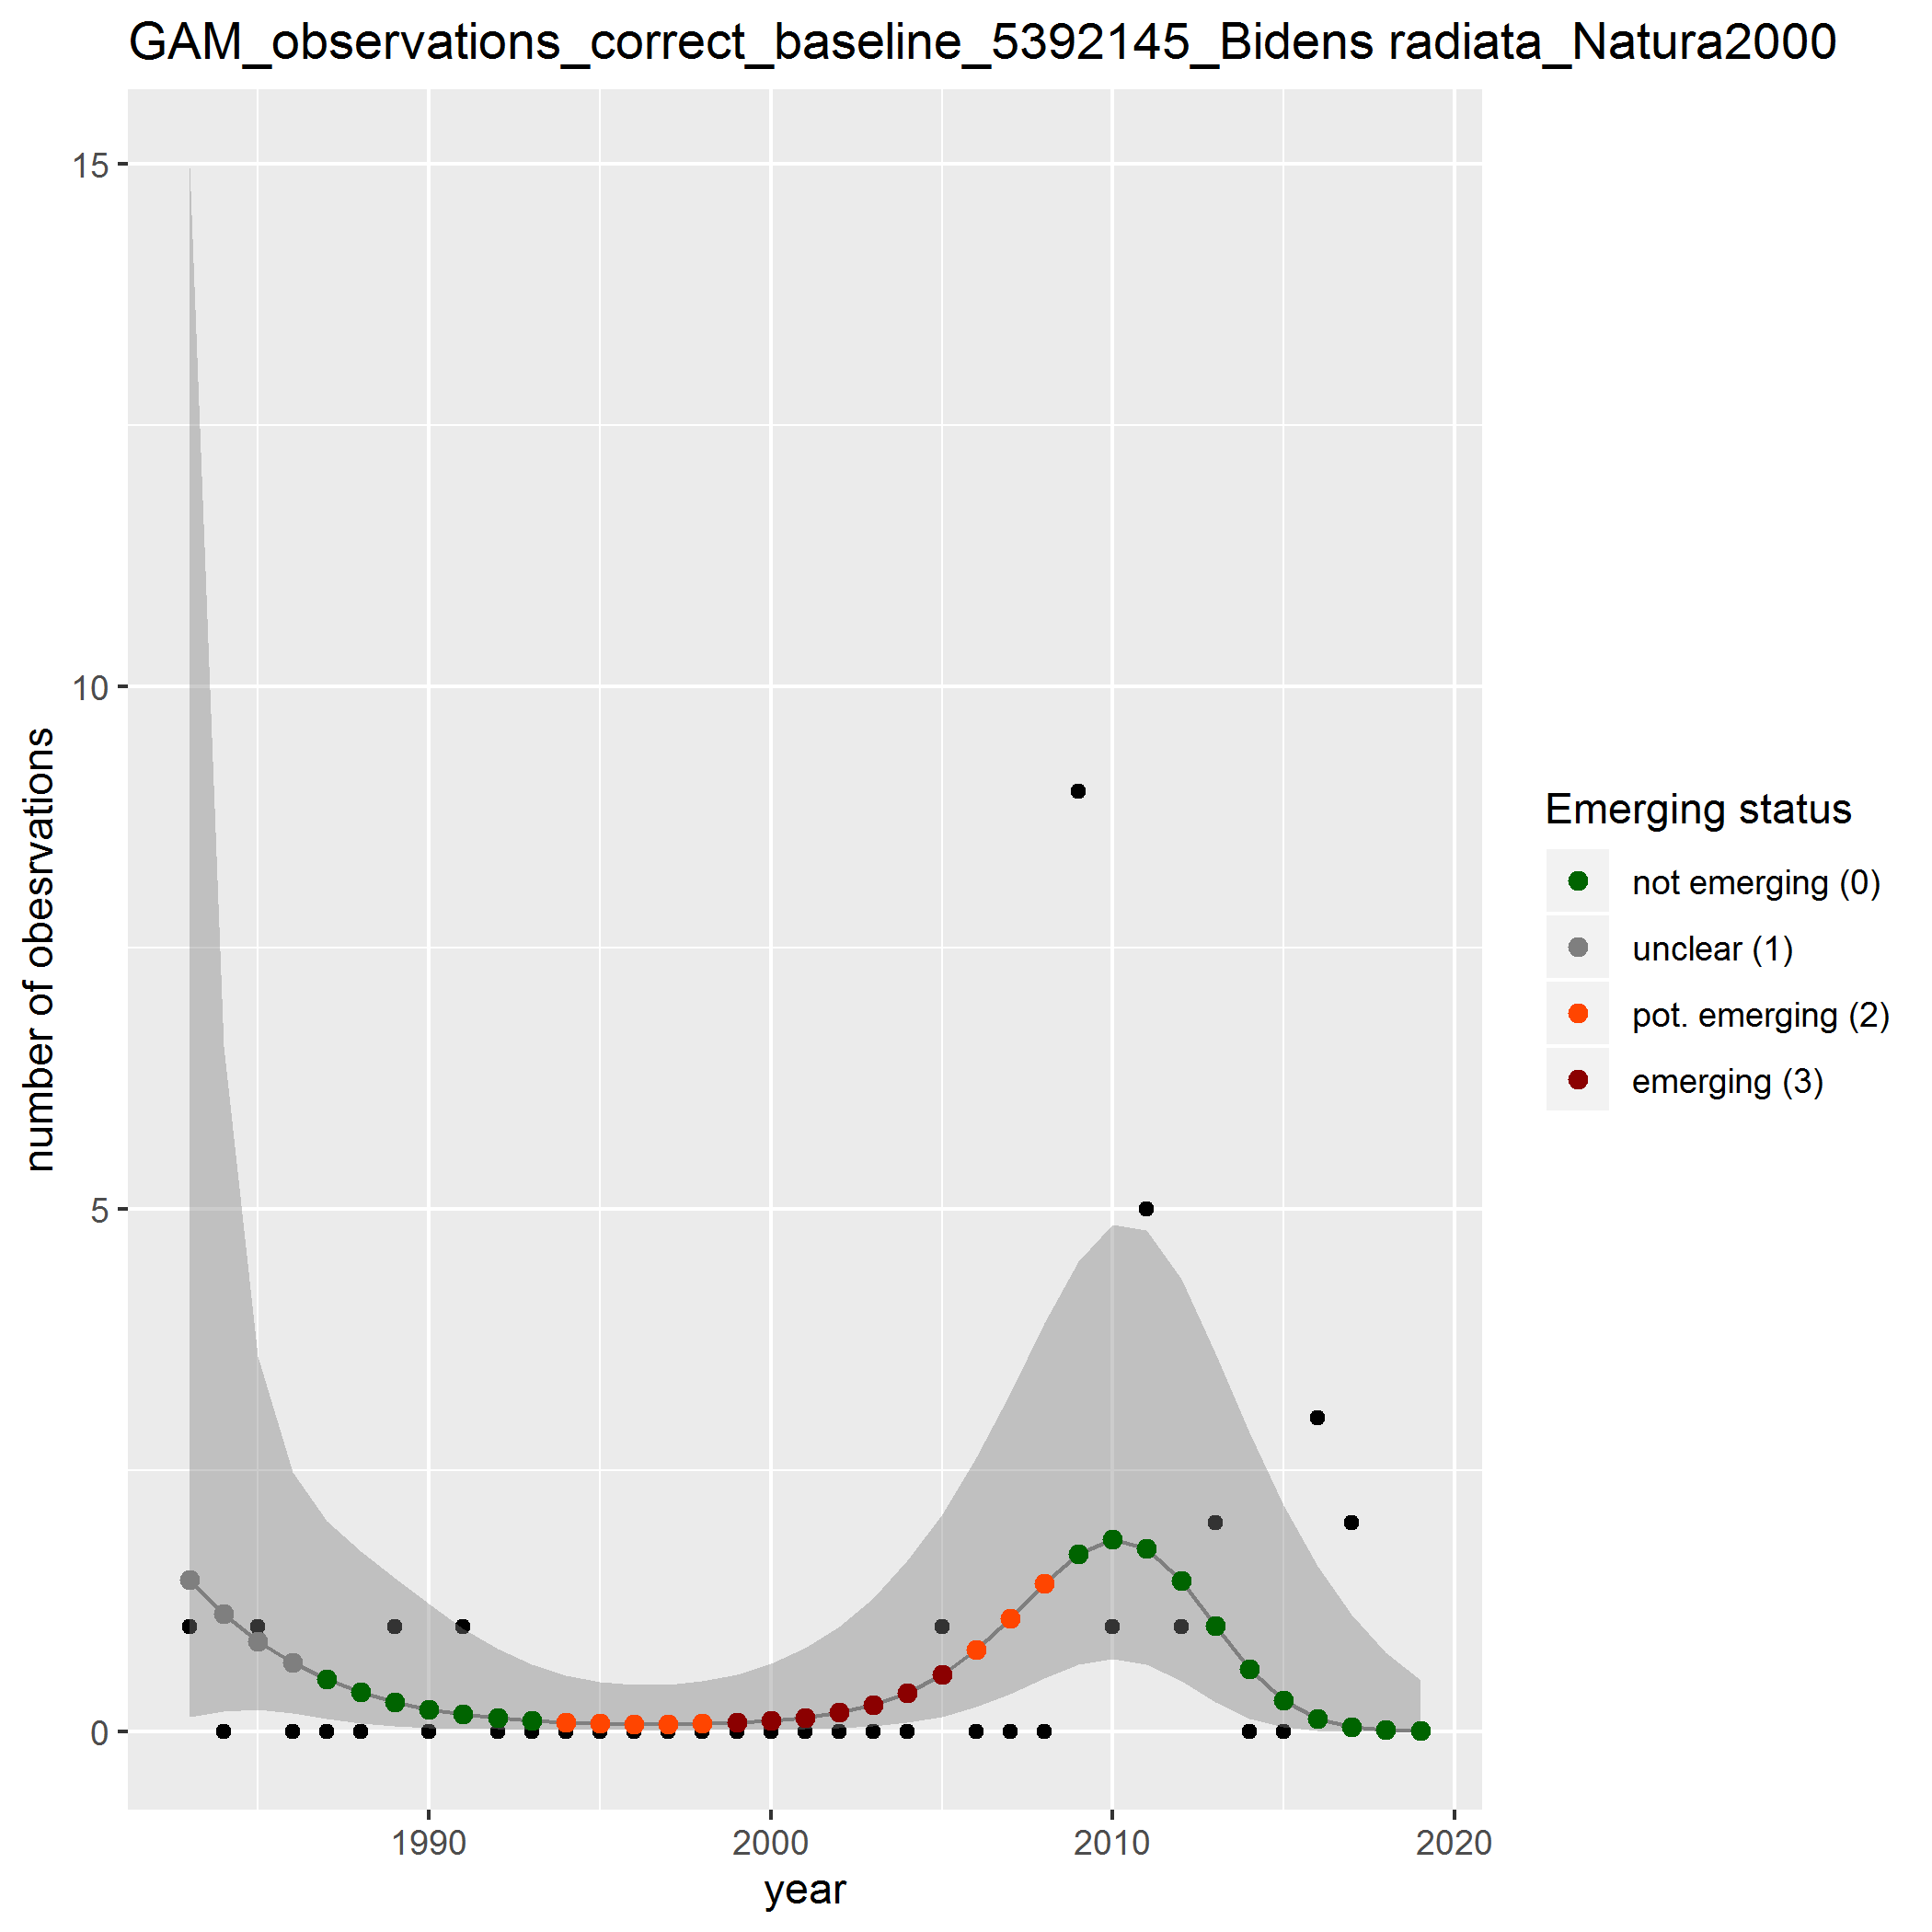 GAM_observations_correct_baseline_5392145_Bidens radiata_Natura2000
15
10
5
0
number of obesrvations
1990
2000
2010
2020
year
Emerging status
not emerging (0)
unclear (1)
pot. emerging (2)
emerging (3)